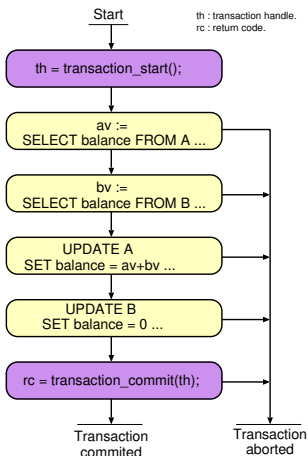 Start
th : transaction handle.
rc : return code.
th = transaction_start();
av :=
SELECT balance FROM A ...
bv :=
SELECT balance FROM B ...
UPDATE A
SET balance = av+bv ...
UPDATE B
SET balance = 0 ...
rc = transaction_commit(th);
Transaction
commited
Transaction
aborted